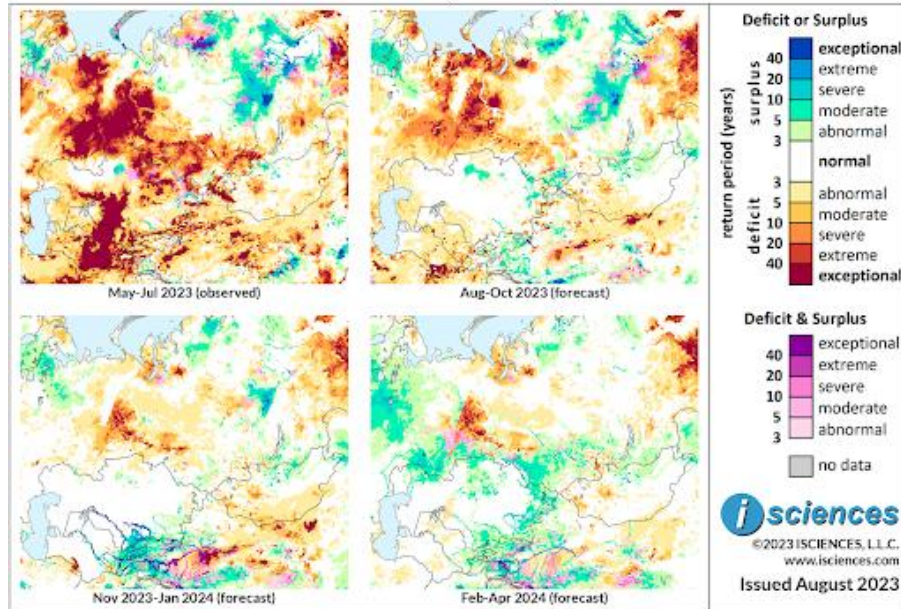 May-Jul 2023 (observed)
Aug-Oct 2023 (forecast)
Nov 2023-Jan 2024 (forecast)
Feb-Apr 2024 (forecast)
Deficit or Surplus
return period (years)
surplus
deficit
exceptional
40
extreme
20
severe
10
moderate
5
abnormal
3
normal
3
abnormal
5
moderate
10
severe
20
extreme
40
exceptional
Deficit & Surplus
exceptional
40
extreme
20
severe
10
moderate
5
abnormal
3
no data
i sciences
©2023 ISCIENCES, L.L.C.
www.isciences.com
Issued August 2023